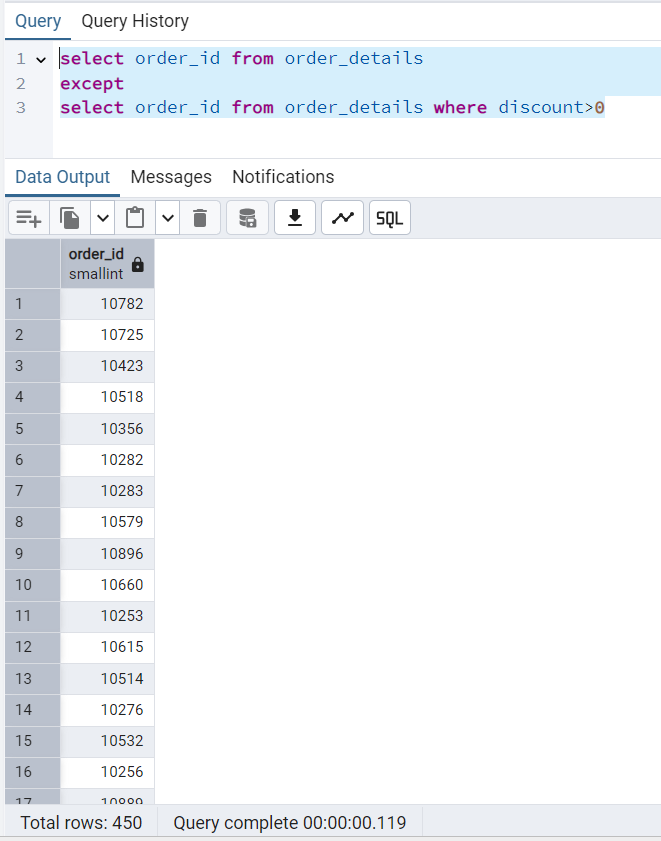 Query Query History
1 select order_id from order_details
2 except
3 select order_id from order_details where discount>0
Data Output Messages Notifications
SQL
order_id
smallint
1 10782
2 10725
3 10423
4 10518
5 10356
6 10282
7 10283
8 10579
9 10896
10 10660
11 10253
12 10615
13 10514
14 10276
15 10532
16 10256
17 10889
Total rows: 450 Query complete 00:00:00.119